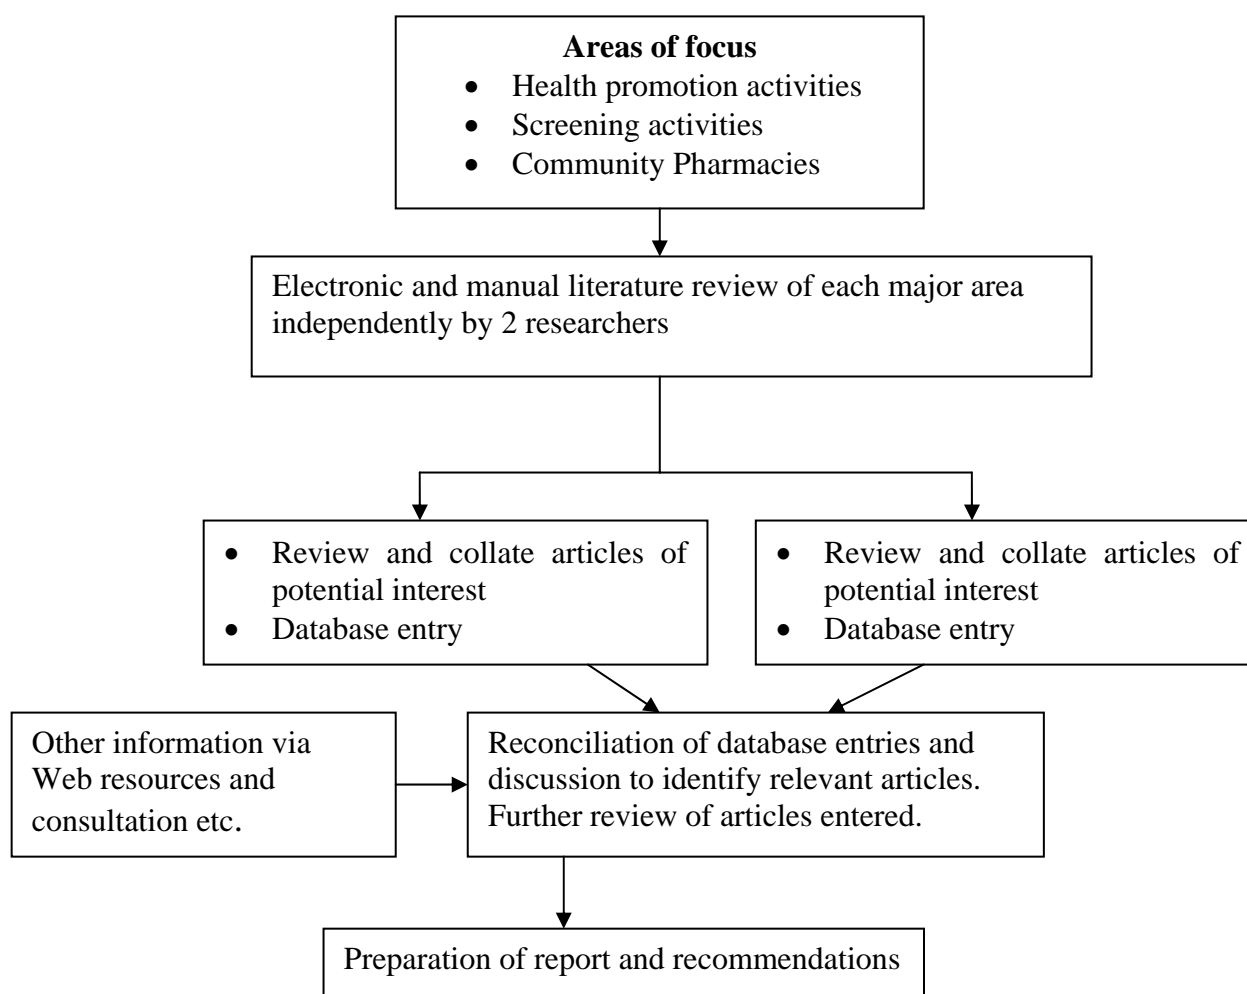 Areas of focus
• Health promotion activities
• Screening activities
• Community Pharmacies
Electronic and manual literature review of each major area
independently by 2 researchers
• Review and collate articles of
potential interest
• Database entry
• Review and collate articles of
potential interest
• Database entry
Other information via
Web resources and
consultation etc.
Reconciliation of database entries and
discussion to identify relevant articles.
Further review of articles entered.
Preparation of report and recommendations